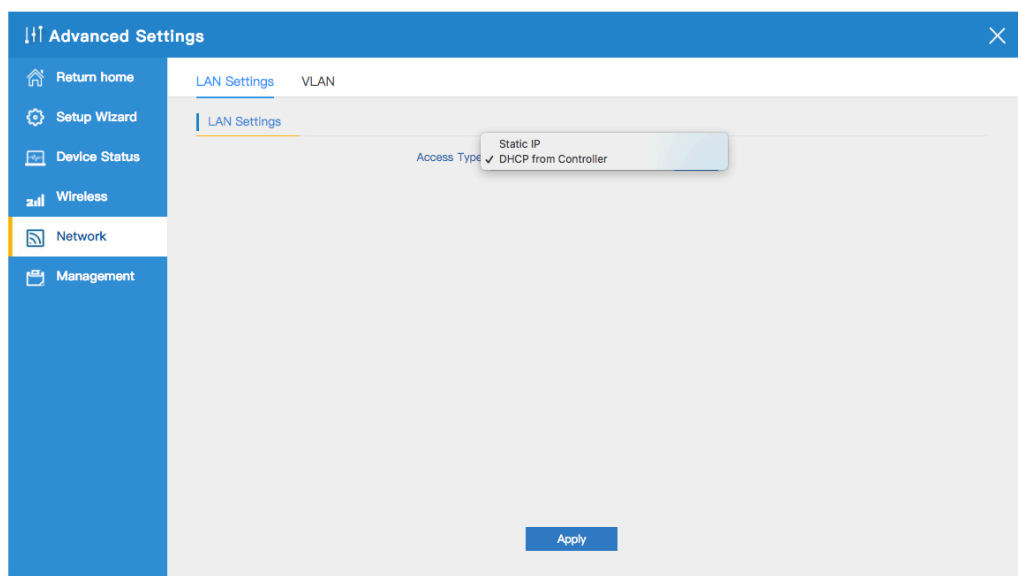 Advanced Settings
Return home
Setup Wizard
Device Status
Wireless
Network
Management
LAN Settings VLAN
LAN Settings
Access Type
Static IP
✓ DHCP from Controller
Apply